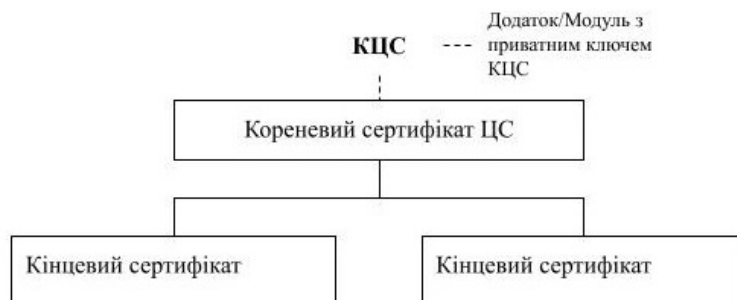 КЦС
Додаток/Модуль з
приватним ключем
КЦС
Кореневий сертифікат ЦС
Кінцевий сертифікат
Кінцевий сертифікат